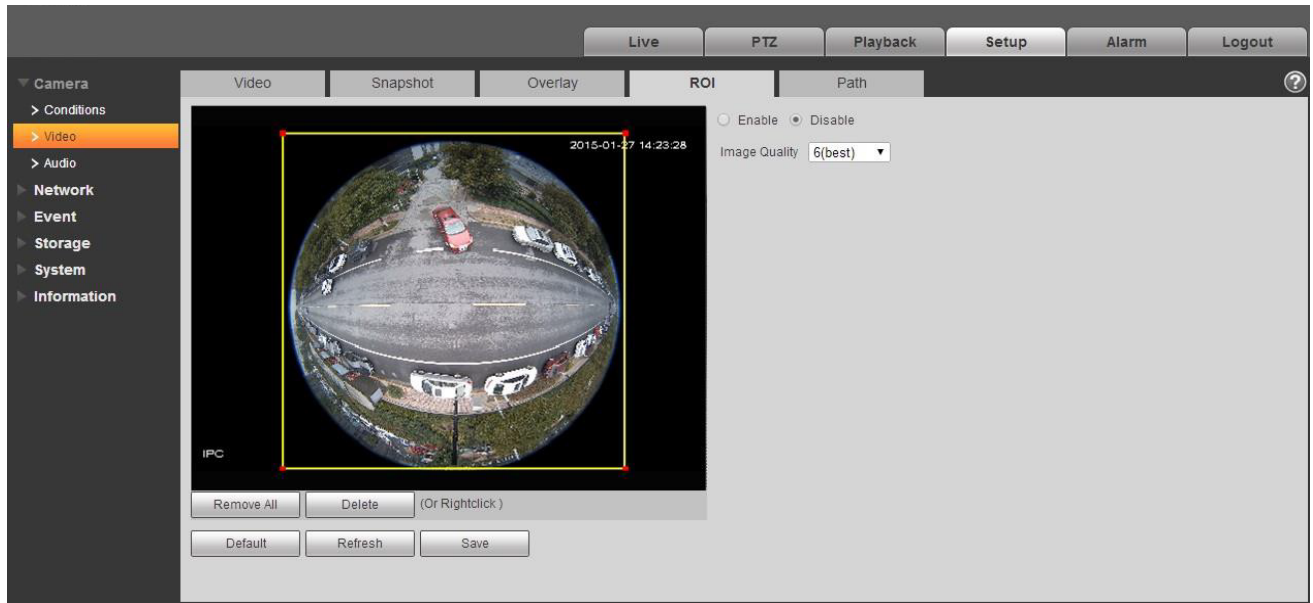 Live PTZ Playback Setup Alarm Logout
Camera
> Conditions
> Video
> Audio
Network
Event
Storage
System
Information
Video Snapshot Overlay ROI Path ?
Enable Disable
Image Quality 6(best)
2015-01-27 14:23:28
IPC
Remove All Delete (Or Rightclick )
Default Refresh Save